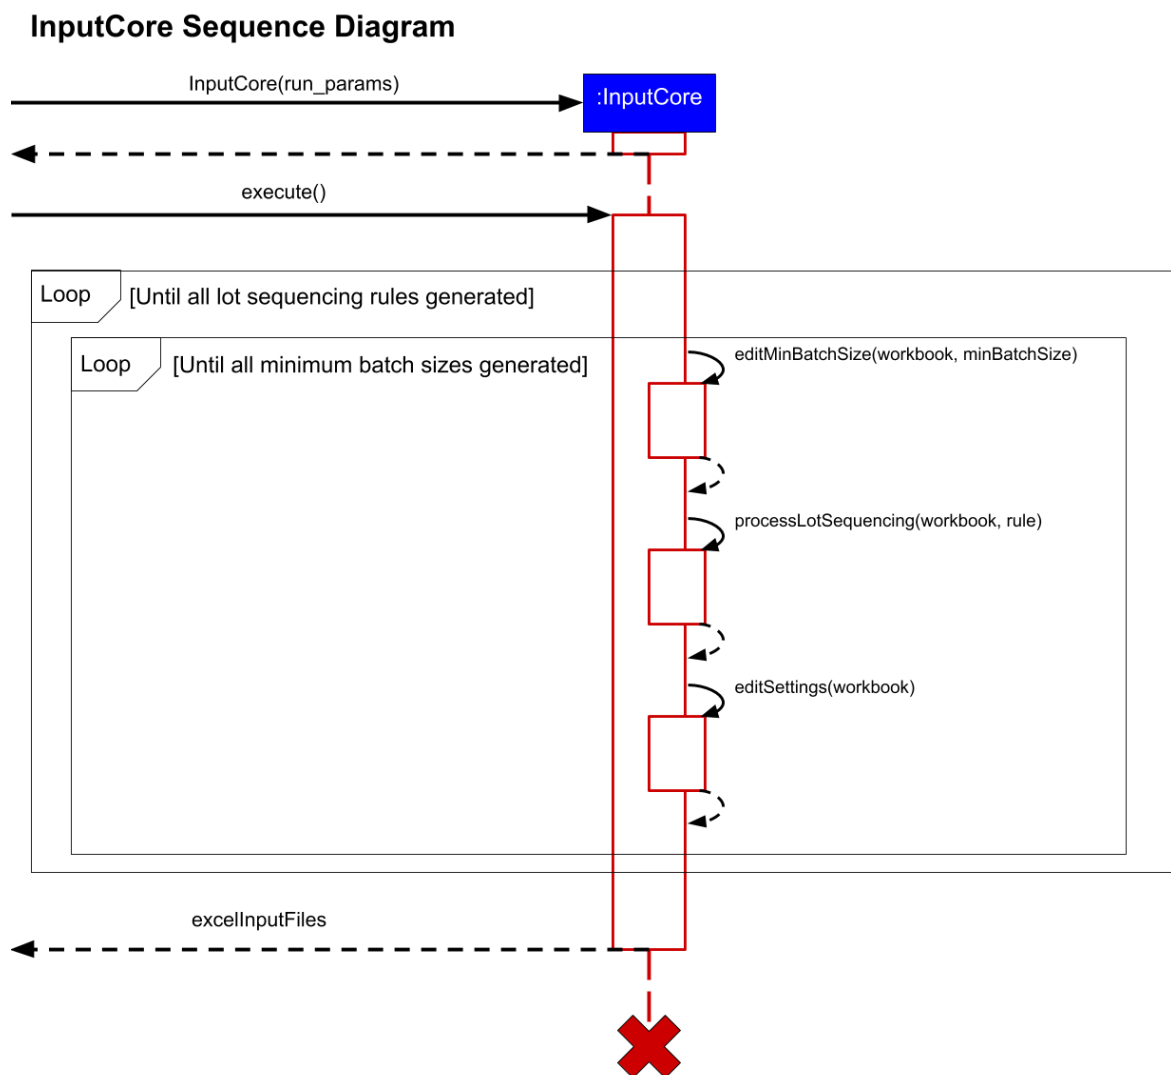 InputCore Sequence Diagram
InputCore(run_params)
:InputCore
execute()
Loop
[Until all lot sequencing rules generated]
Loop
[Until all minimum batch sizes generated]
editMinBatchSize(workbook, minBatchSize)
processLotSequencing(workbook, rule)
editSettings(workbook)
excelInputFiles